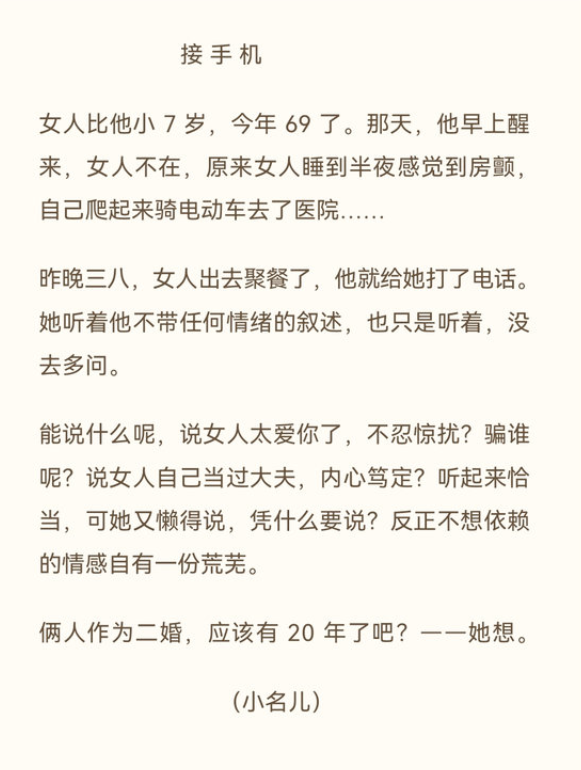 接手机
女人比他小 7 岁，今年 69 了。那天，他早上醒
来，女人不在，原来女人睡到半夜感觉到房颤，
自己爬起来骑电动车去了医院……
昨晚三八，女人出去聚餐了，他就给她打了电话。
她听着他不带任何情绪的叙述，也只是听着，没
去多问。
能说什么呢，说女人太爱你了，不忍惊扰？骗谁
呢？说女人自己当过大夫，内心笃定？听起来恰
当，可她又懒得说，凭什么要说？反正不想依赖
的情感自有一份荒芜。
俩人作为二婚，应该有 20 年了吧？一一她想。
（小名儿）